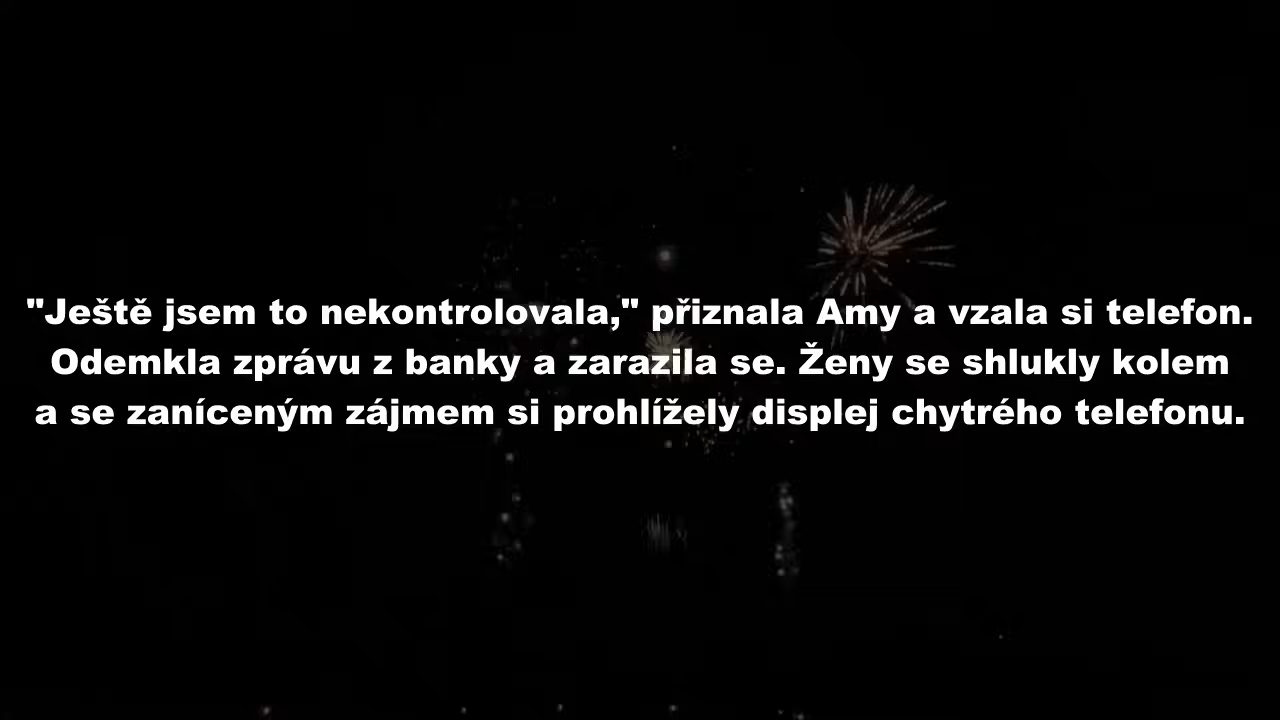 "Ještě jsem to nekontrolovala," přiznala Amy a vzala si telefon.
Odemkla zprávu z banky a zarazila se. Ženy se shlukly kolem
a se zaníceným zájmem si prohlížely displej chytrého telefonu.